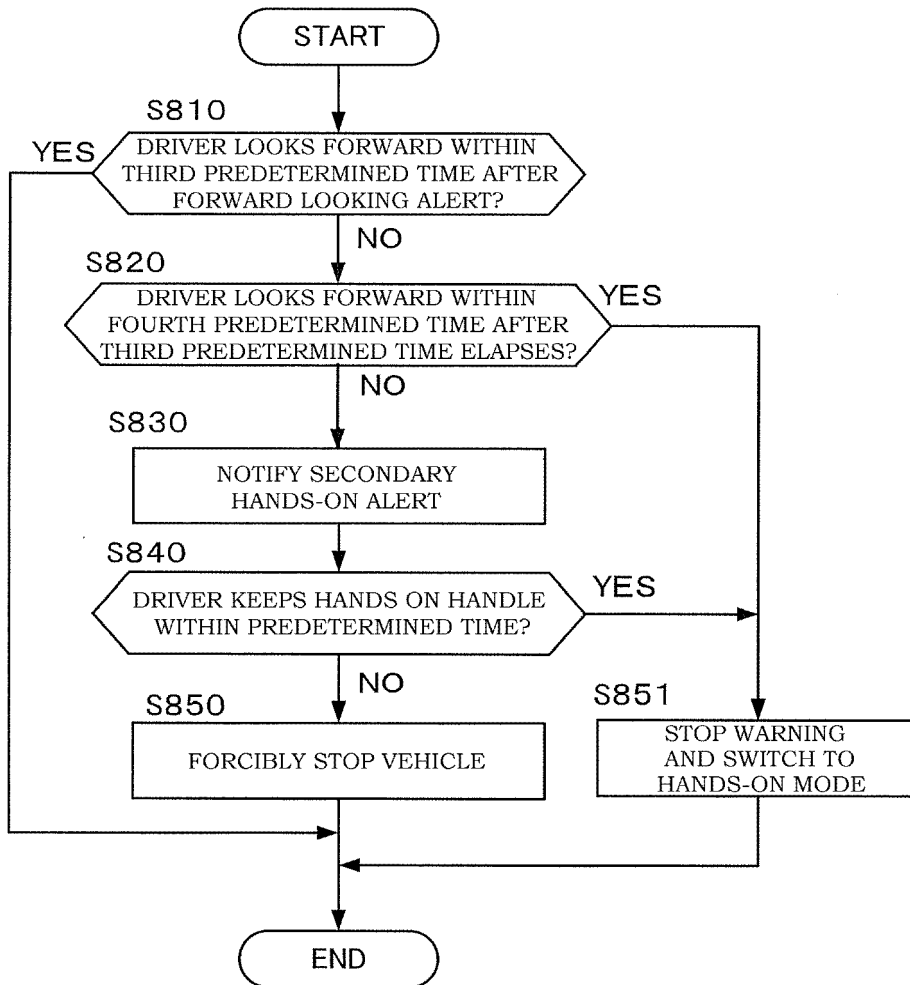 START
S810
YES
DRIVER LOOKS FORWARD WITHIN
THIRD PREDETERMINED TIME AFTER
FORWARD LOOKING ALERT?
NO
S820
DRIVER LOOKS FORWARD WITHIN
FOURTH PREDETERMINED TIME AFTER
THIRD PREDETERMINED TIME ELAPSES?
YES
NO
S830
NOTIFY SECONDARY
HANDS-ON ALERT
S840
DRIVER KEEPS HANDS ON HANDLE
WITHIN PREDETERMINED TIME?
YES
NO
S850
FORCIBLY STOP VEHICLE
S851
STOP WARNING
AND SWITCH TO
HANDS-ON MODE
END